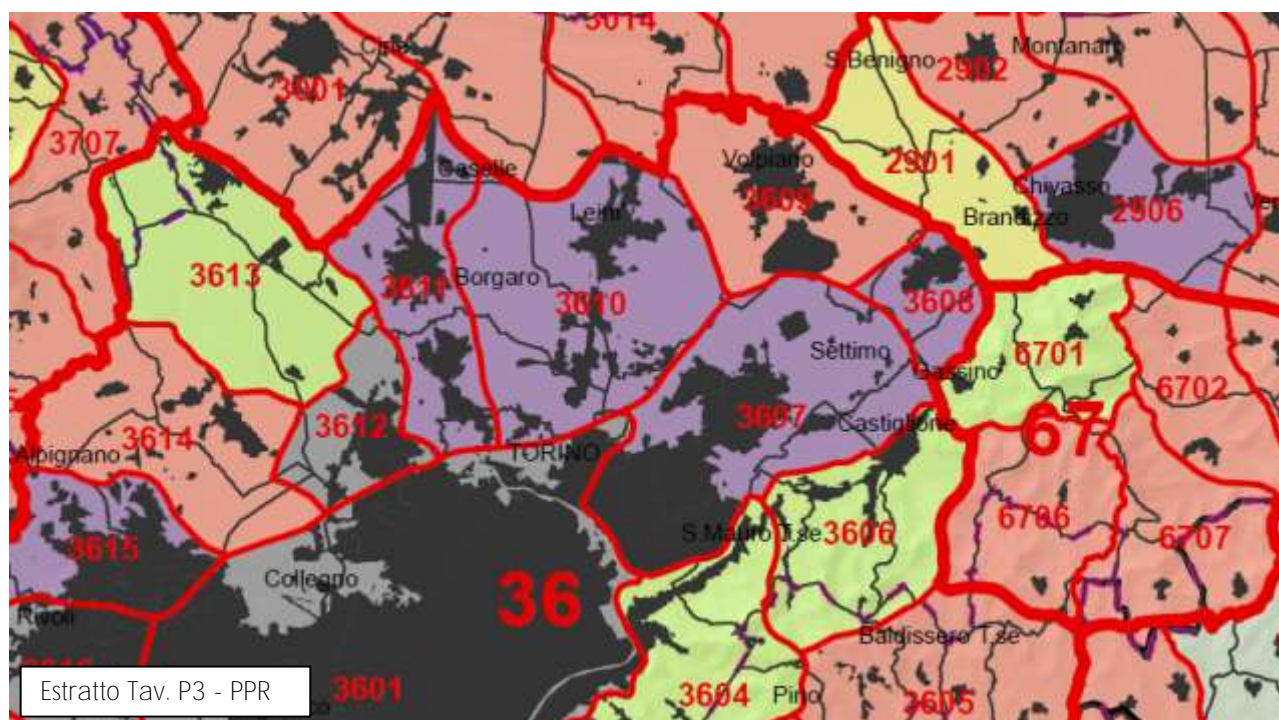 3014
Cirié
Montanaro
S.Benigno
2902
3001
3707
Volpiano
2901
Caselle
3609
Chivasso
2906
Leinì
Brandizzo
3613
Borgaro
3611
3610
3608
Settimo
6701
Gassino
6702
3614
3612
3607
Castiglione
67
Alpignano
TORINO
S.Mauro T.se
3606
6706
6707
3615
Collegno
36
Rivoli
Baldissero T.se
Estratto Tav. P3 - PPR
3601
3604
Pino
3605